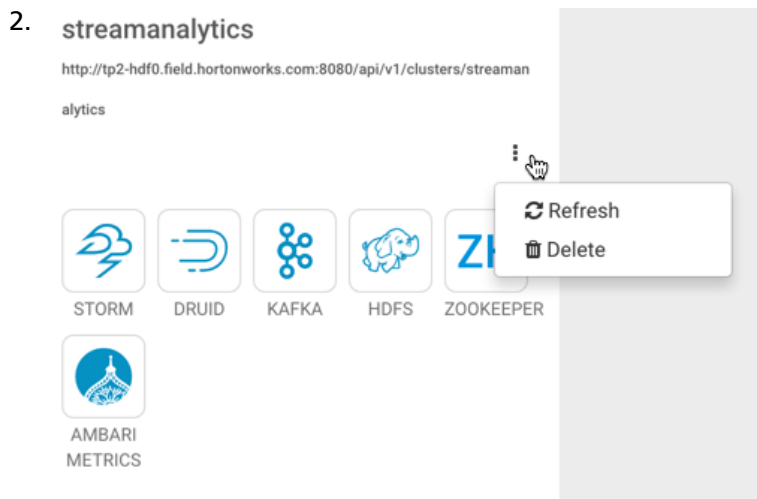 2.
streamanalytics
http://tp2-hdf0.field.hortonworks.com:8080/api/v1/clusters/streaman
alytics
Refresh
Delete
STORM DRUID KAFKA HDFS ZOOKEEPER
AMBARI
METRICS